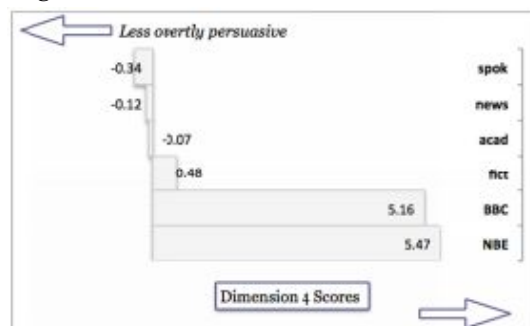 Less overtly persuasive
-0.34 spok
-0.12 news
-0.07 acad
0.48 fict
5.16 BBC
5.47 NBE
Dimension 4 Scores